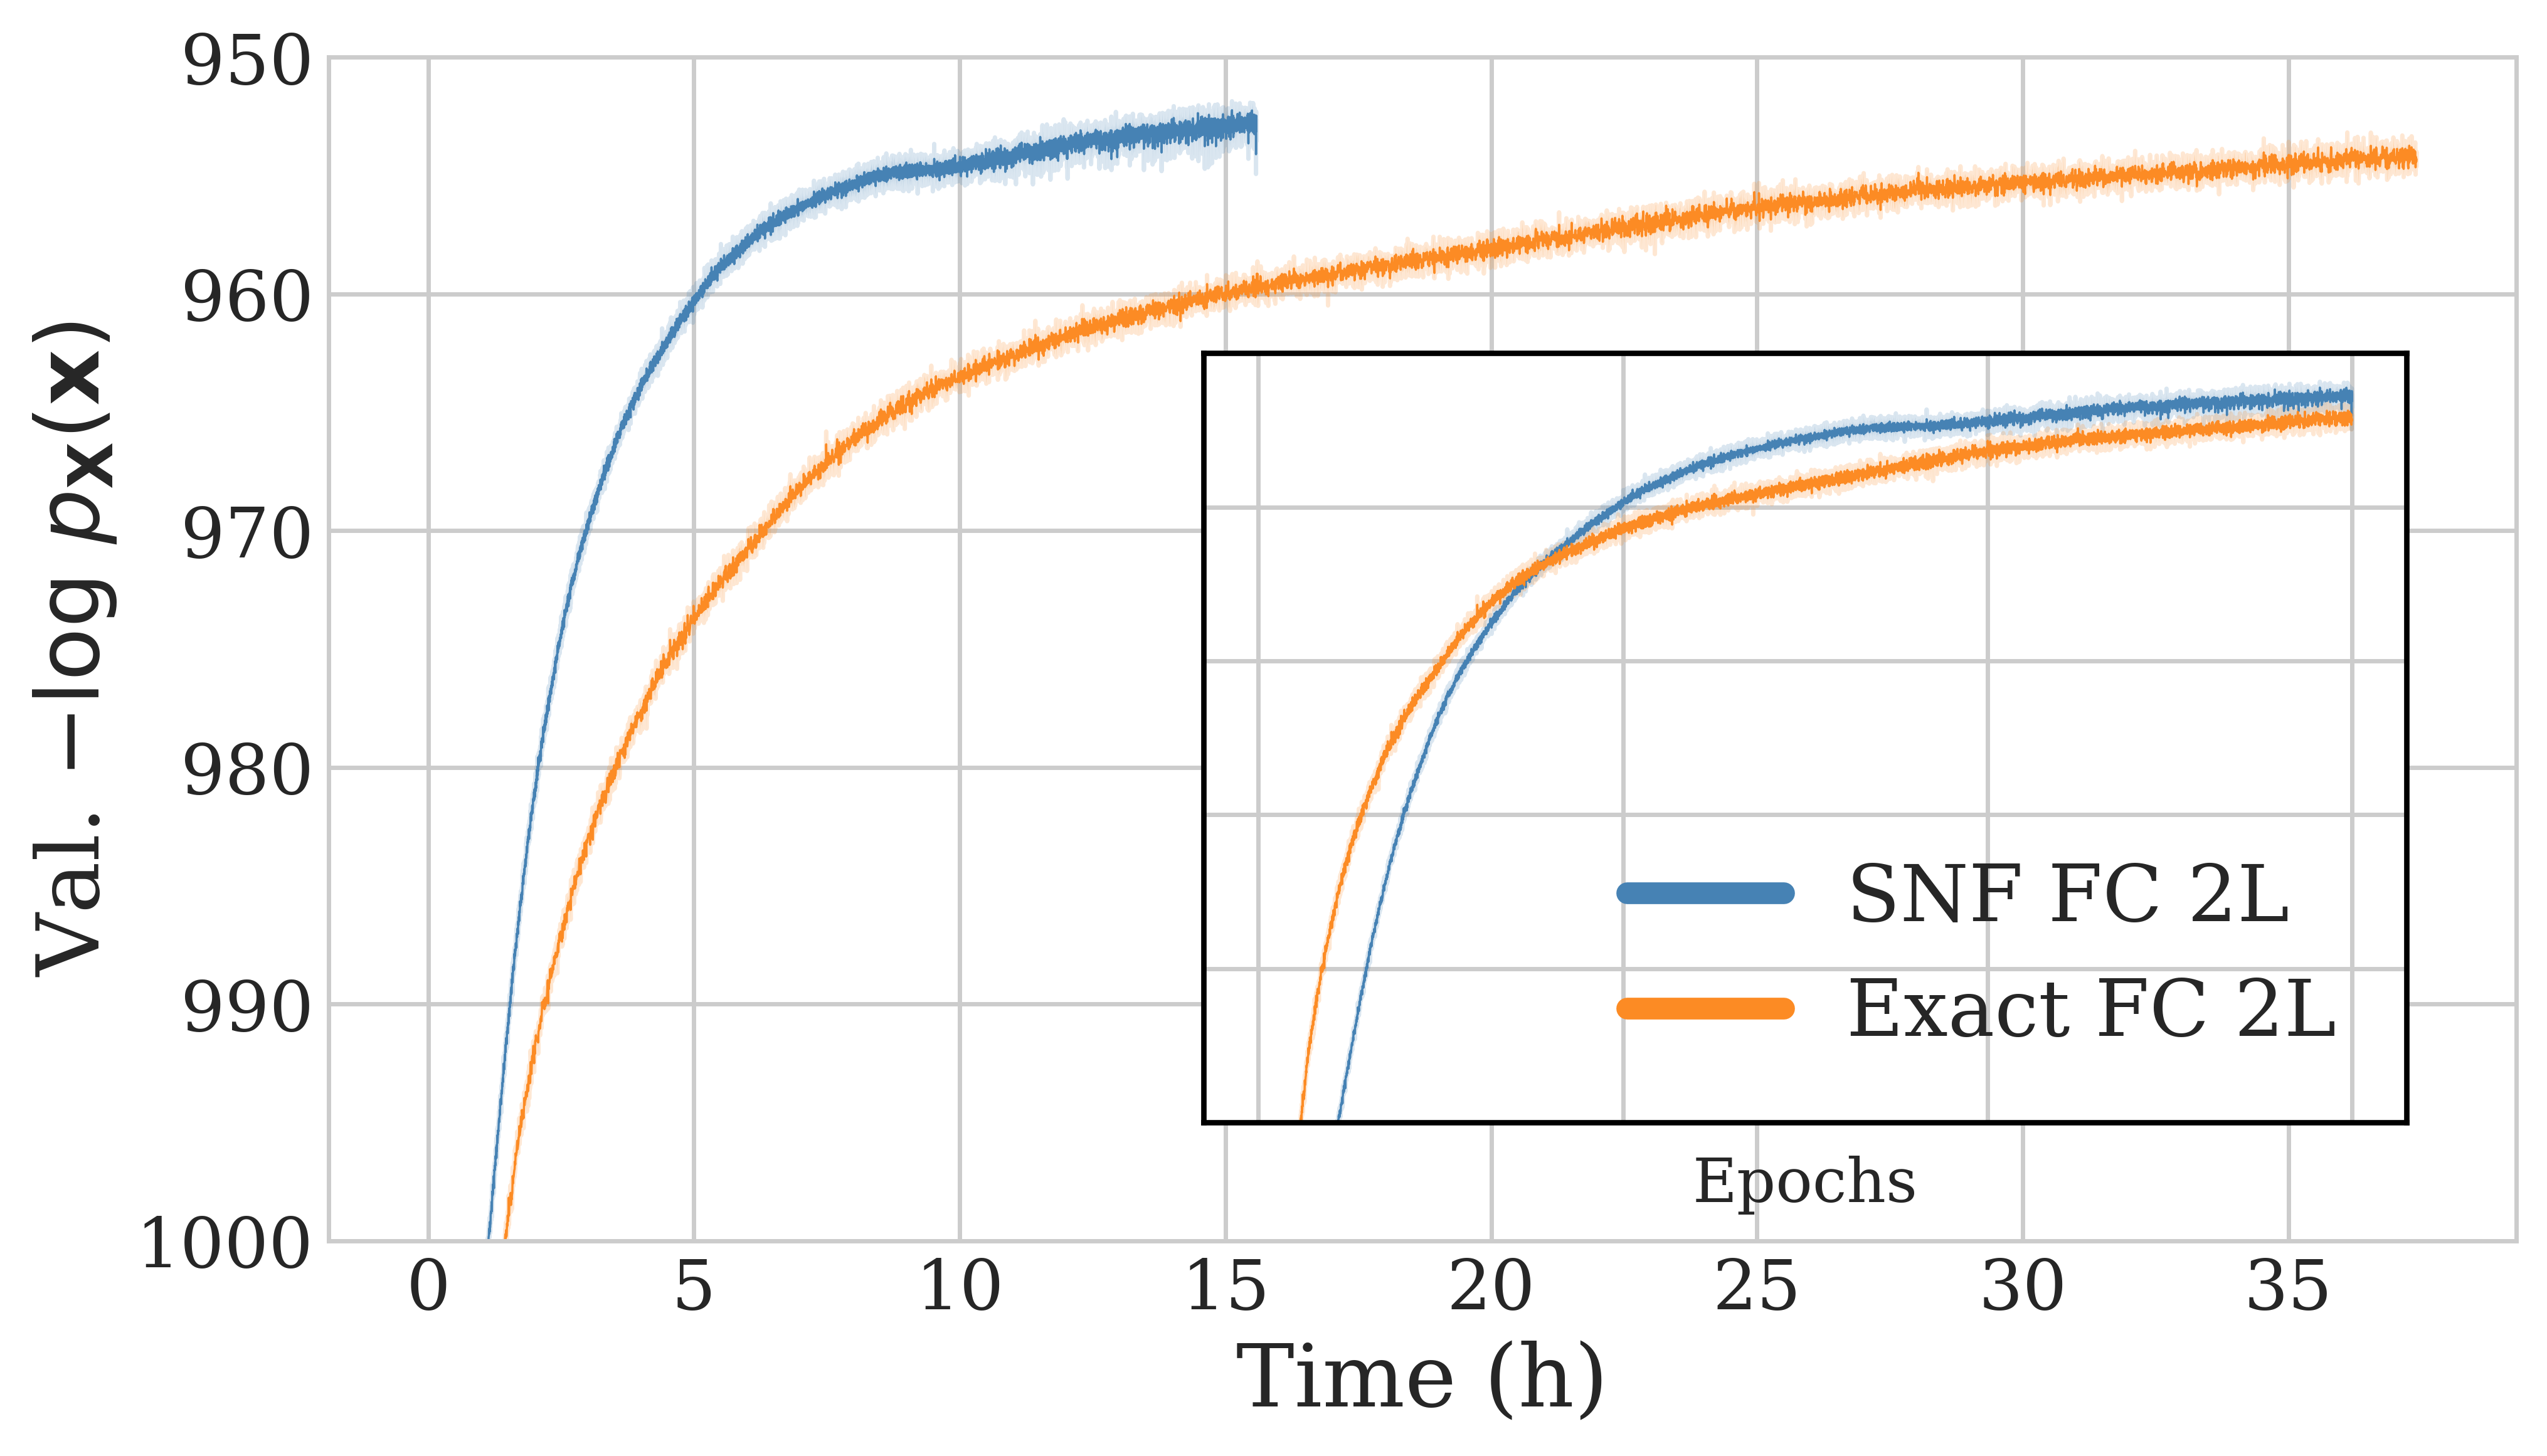 950
960
970
980
990
1000
Val. −log p𝐱(𝐱)
SNF FC 2L
Exact FC 2L
Epochs
0 5 10 15 20 25 30 35
Time (h)